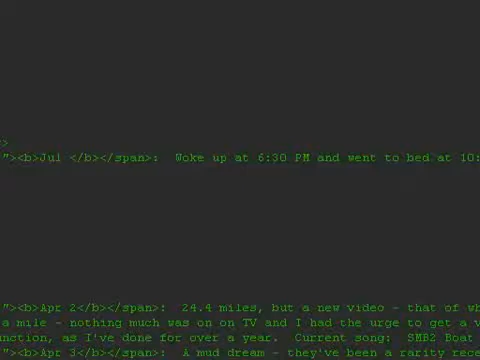 >
"><b>Jul </b></span>:  Woke up at 6:30 PM and went to bed at 10:
"><b>Apr 2</b></span>:  24.4 miles, but a new video - that of wh
a mile - nothing much was on on TV and I had the urge to get a v
unction, as I've done for over a year.  Current song:  SMB2 Boat
"><b>Apr 3</b></span>:  A mud dream - they've been a rarity rece